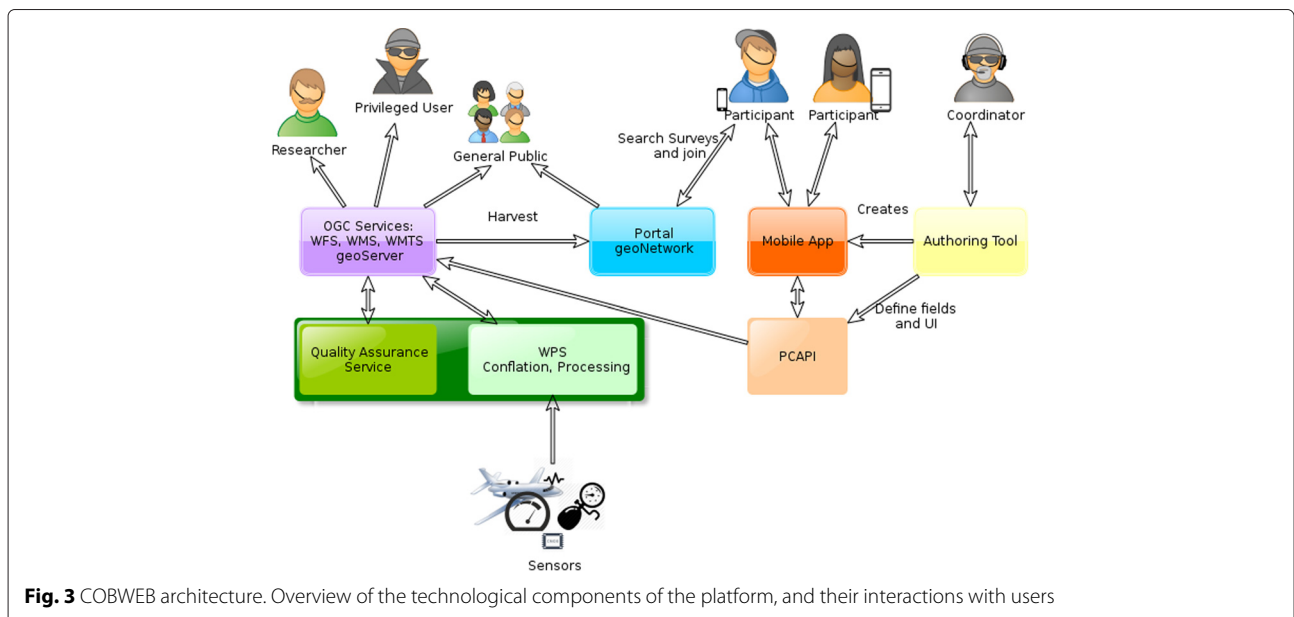 Researcher
Privileged User
General Public
Participant
Participant
Coordinator
Search Surveys
and join
Harvest
Creates
OGC Services:
WFS, WMS, WMTS
geoServer
Portal
geoNetwork
Mobile App
Authoring Tool
Define fields
and UI
Quality Assurance
Service
WPS
Conflation, Processing
PCAPI
Sensors
Fig. 3 COBWEB architecture. Overview of the technological components of the platform, and their interactions with users